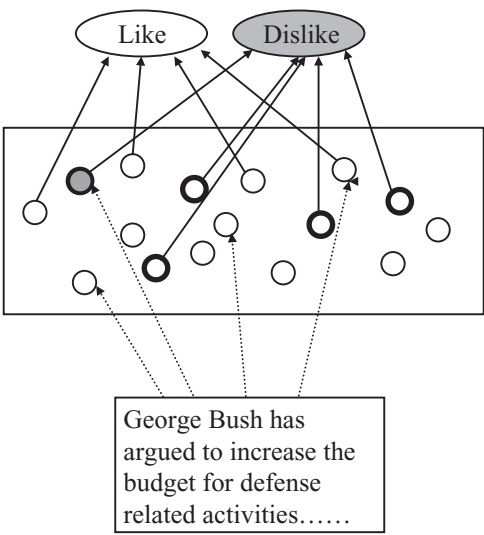 Like
Dislike
George Bush has
argued to increase the
budget for defense
related activities……